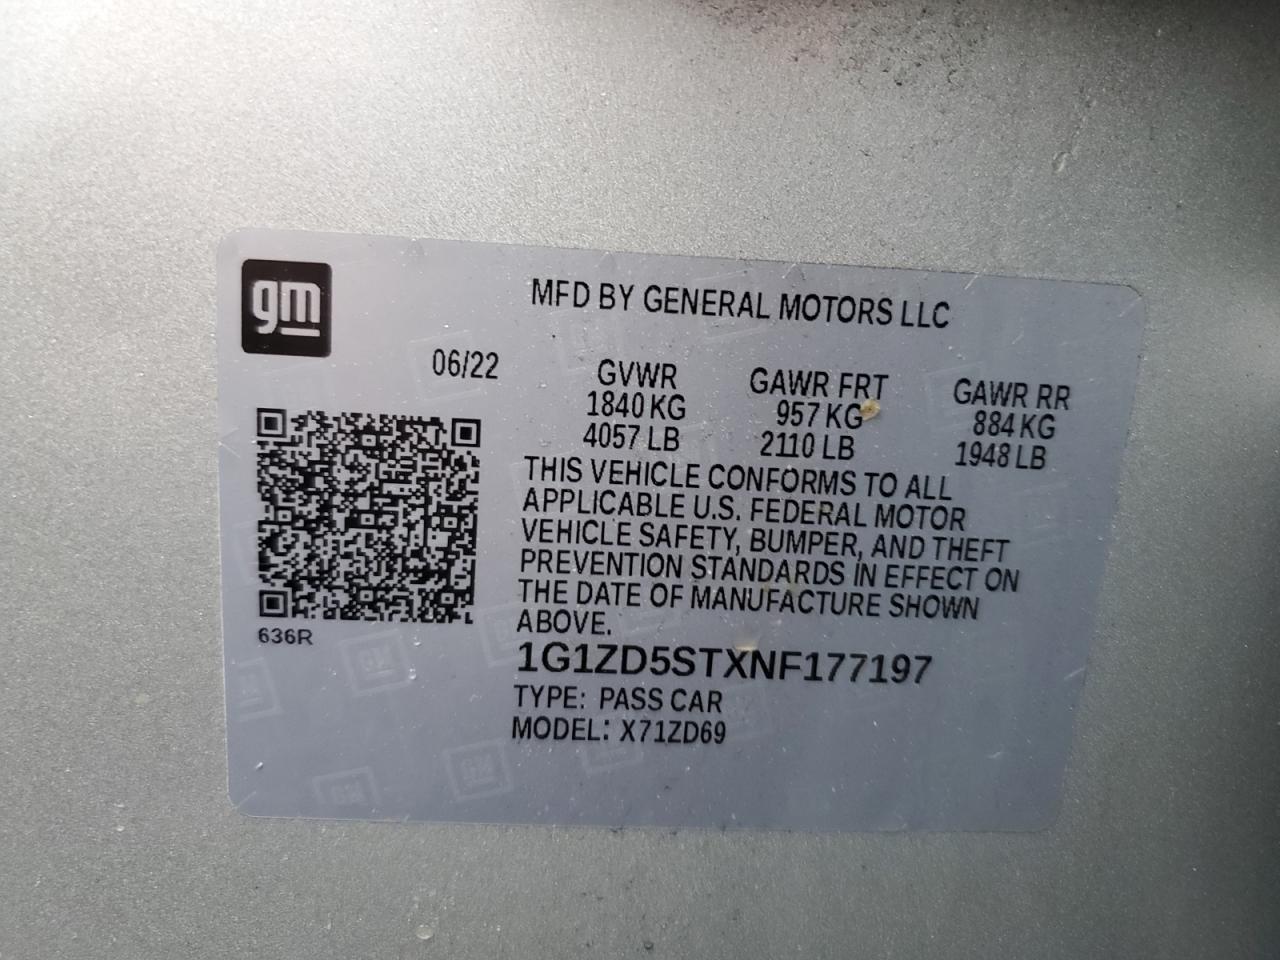 gm
MFD BY GENERAL MOTORS LLC
06/22
GVWR
1840 KG
4057 LB
GAWR FRT
957 KG
2110 LB
GAWR RR
884 KG
1948 LB
THIS VEHICLE CONFORMS TO ALL
APPLICABLE U.S. FEDERAL MOTOR
VEHICLE SAFETY, BUMPER, AND THEFT
PREVENTION STANDARDS IN EFFECT ON
THE DATE OF MANUFACTURE SHOWN
ABOVE.
636R
1G1ZD5STXNF177197
TYPE: PASS CAR
MODEL: X71ZD69